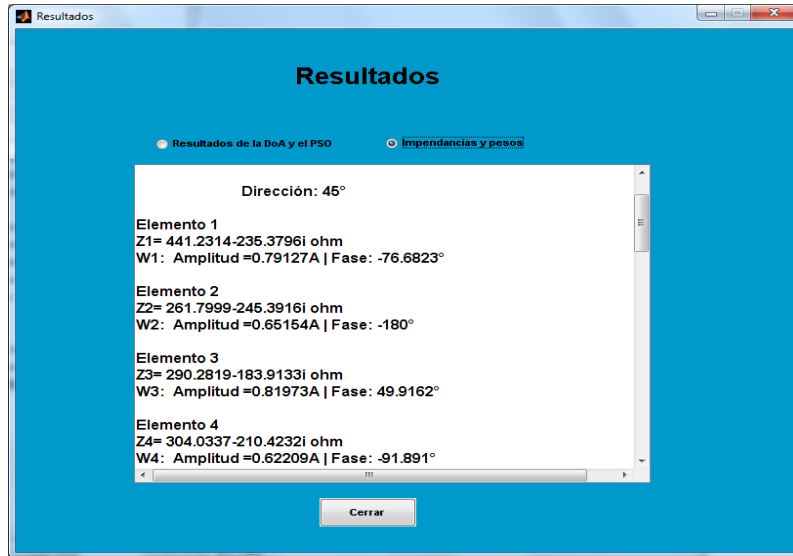 Resultados
Resultados
Resultados de la DoA y el PSO
Impendancias y pesos
Dirección: 45°
Elemento 1
Z1= 441.2314-235.3796i ohm
W1: Amplitud =0.79127A | Fase: -76.6823°
Elemento 2
Z2= 261.7999-245.3916i ohm
W2: Amplitud =0.65154A | Fase: -180°
Elemento 3
Z3= 290.2819-183.9133i ohm
W3: Amplitud =0.81973A | Fase: 49.9162°
Elemento 4
Z4= 304.0337-210.4232i ohm
W4: Amplitud =0.62209A | Fase: -91.891°
Cerrar